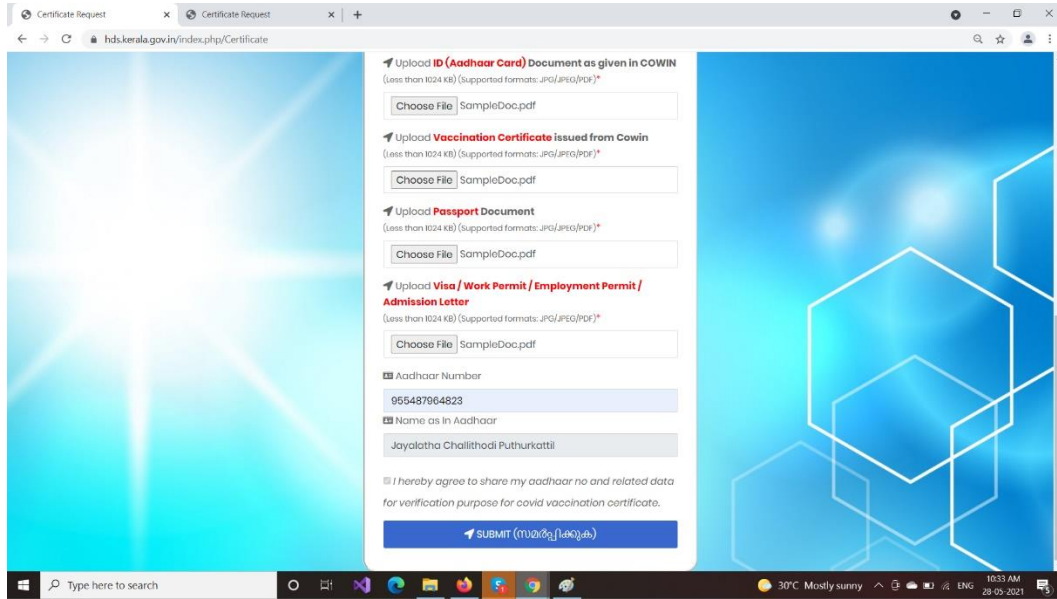 Certificate Request
Certificate Request
hds.kerala.gov.in/index.php/Certificate
Upload ID (Aadhaar Card) Document as given in COWIN
(Less than 1024 KB) (Supported formats: JPG/JPEG/PDF)*
Choose File SampleDoc.pdf
Upload Vaccination Certificate issued from Cowin
(Less than 1024 KB) (Supported formats: JPG/JPEG/PDF)*
Choose File SampleDoc.pdf
Upload Passport Document
(Less than 1024 KB) (Supported formats: JPG/JPEG/PDF)*
Choose File SampleDoc.pdf
Upload Visa / Work Permit / Employment Permit /
Admission Letter
(Less than 1024 KB) (Supported formats: JPG/JPEG/PDF)*
Choose File SampleDoc.pdf
Aadhaar Number
955487964823
Name as In Aadhaar
Jayalatha Challithodi Puthurkattil
I hereby agree to share my aadhaar no and related data
for verification purpose for covid vaccination certificate.
SUBMIT (സമർപ്പിക്കുക)
Type here to search
30°C Mostly sunny
ENG
10:33 AM
28-05-2021